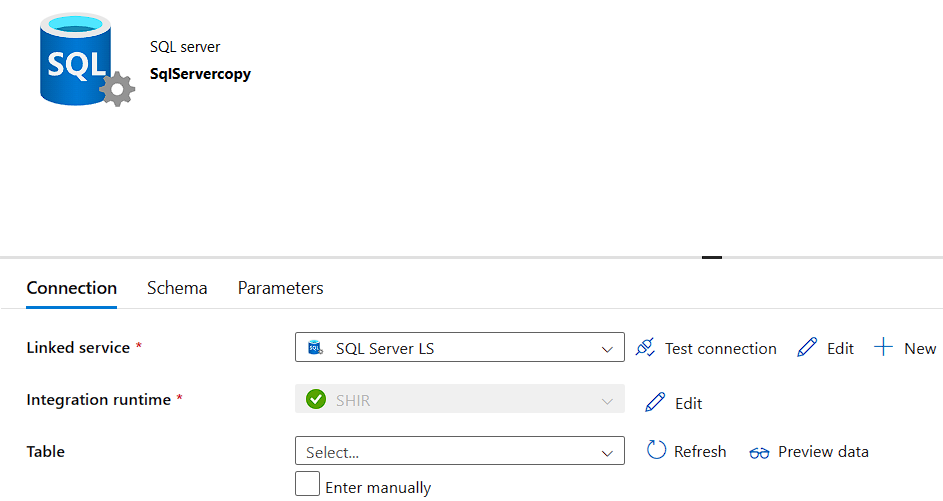 SQL
SQL server
SqlServercopy
Connection Schema Parameters
Linked service * SQL SQL Server LS Test connection Edit New
Integration runtime * SHIR Edit
Table Select... Refresh Preview data
Enter manually